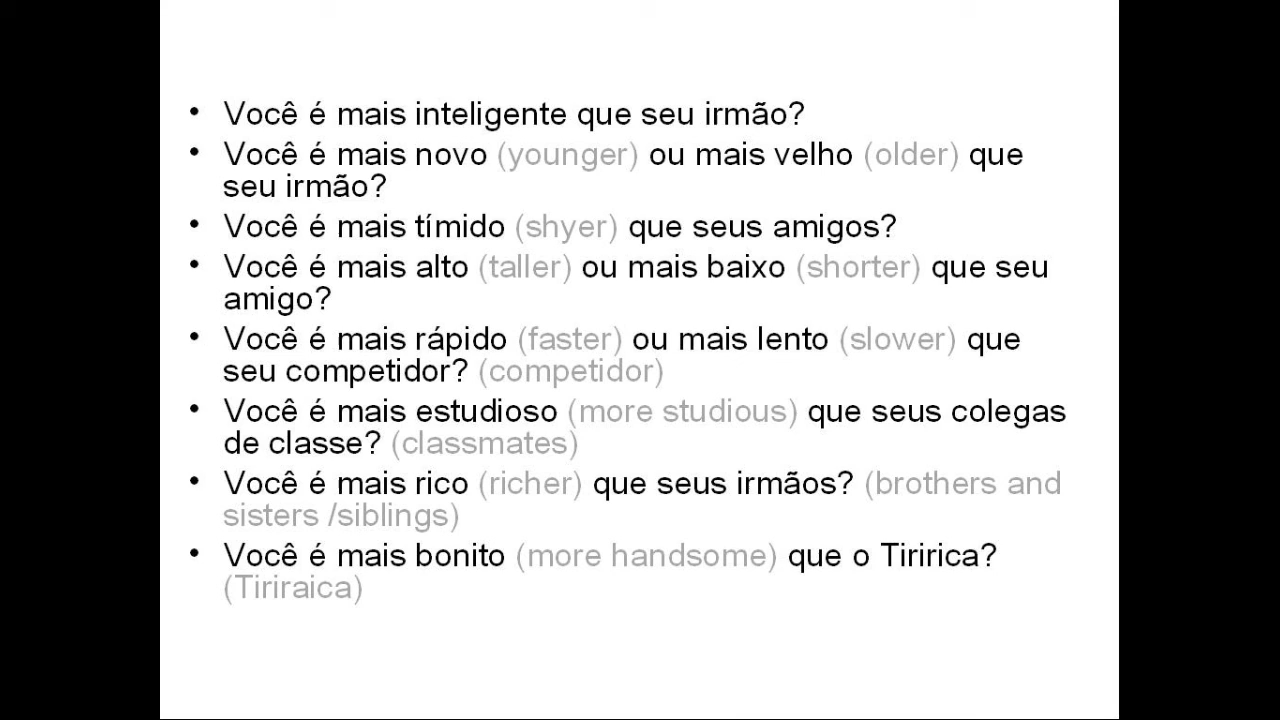 • Você é mais inteligente que seu irmão?
• Você é mais novo (younger) ou mais velho (older) que
seu irmão?
• Você é mais tímido (shyer) que seus amigos?
• Você é mais alto (taller) ou mais baixo (shorter) que seu
amigo?
• Você é mais rápido (faster) ou mais lento (slower) que
seu competidor? (competidor)
• Você é mais estudioso (more studious) que seus colegas
de classe? (classmates)
• Você é mais rico (richer) que seus irmãos? (brothers and
sisters /siblings)
• Você é mais bonito (more handsome) que o Tiririca?
(Tiriraica)